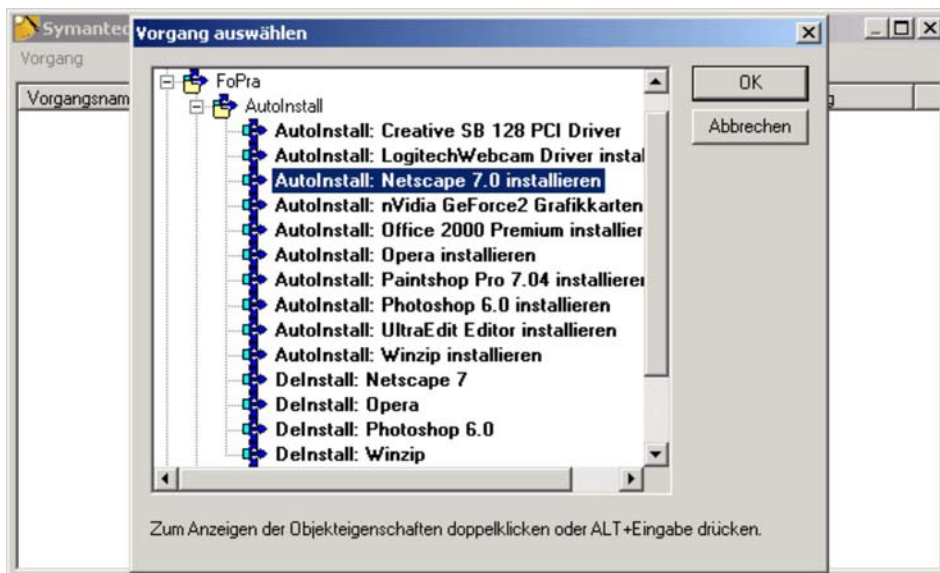 Symantec
Vorgang auswählen
Vorgang
Vorgangsnam
FoPra
AutoInstall
AutoInstall: Creative SB 128 PCI Driver
AutoInstall: LogitechWebcam Driver instal
AutoInstall: Netscape 7.0 installieren
AutoInstall: nVidia GeForce2 Grafikkarten
AutoInstall: Office 2000 Premium installier
AutoInstall: Opera installieren
AutoInstall: Paintshop Pro 7.04 installieren
AutoInstall: Photoshop 6.0 installieren
AutoInstall: UltraEdit Editor installieren
AutoInstall: Winzip installieren
DeInstall: Netscape 7
DeInstall: Opera
DeInstall: Photoshop 6.0
DeInstall: Winzip
OK
Abbrechen
Zum Anzeigen der Objekteigenschaften doppelklicken oder ALT+Eingabe drücken.